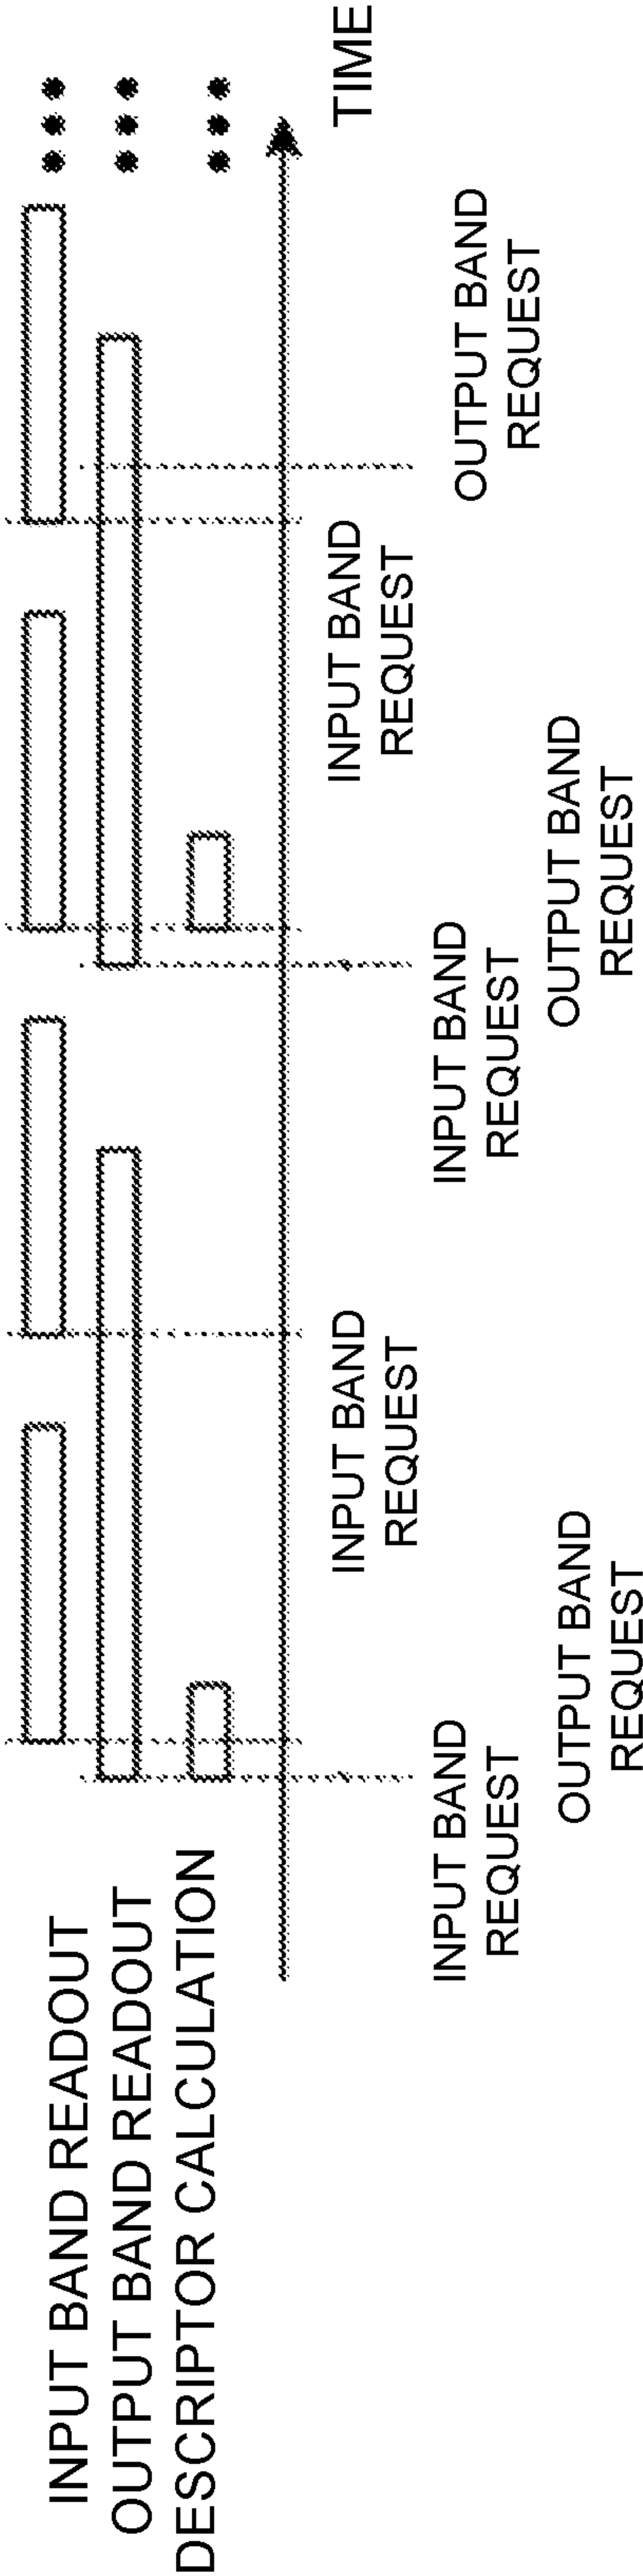 INPUT BAND READOUT
OUTPUT BAND READOUT
DESCRIPTOR CALCULATION
TIME
INPUT BAND
REQUEST
OUTPUT BAND
REQUEST
INPUT BAND
REQUEST
INPUT BAND
REQUEST
OUTPUT BAND
REQUEST
INPUT BAND
REQUEST
OUTPUT BAND
REQUEST